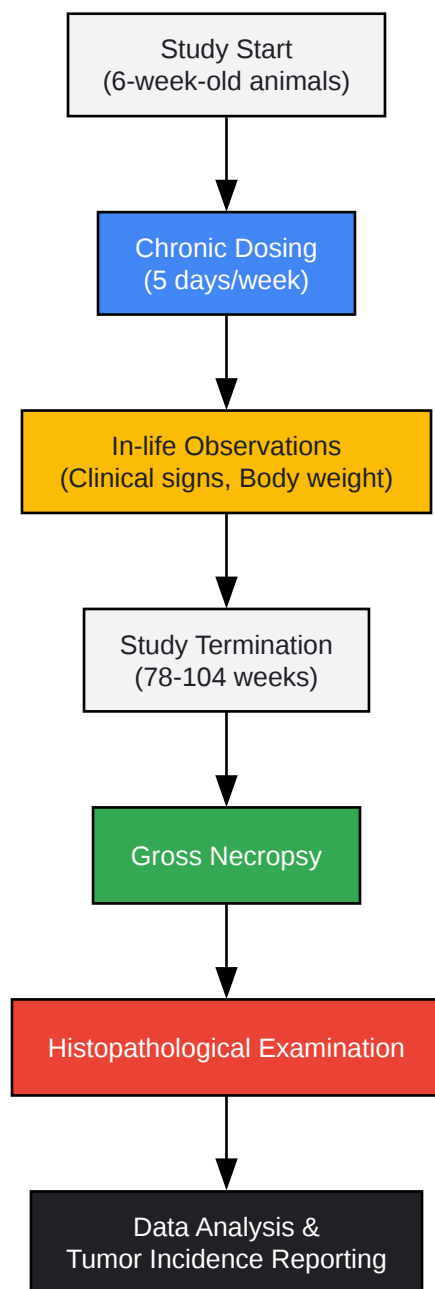 Study Start
(6-week-old animals)
Chronic Dosing
(5 days/week)
In-life Observations
(Clinical signs, Body weight)
Study Termination
(78-104 weeks)
Gross Necropsy
Histopathological Examination
Data Analysis &
Tumor Incidence Reporting